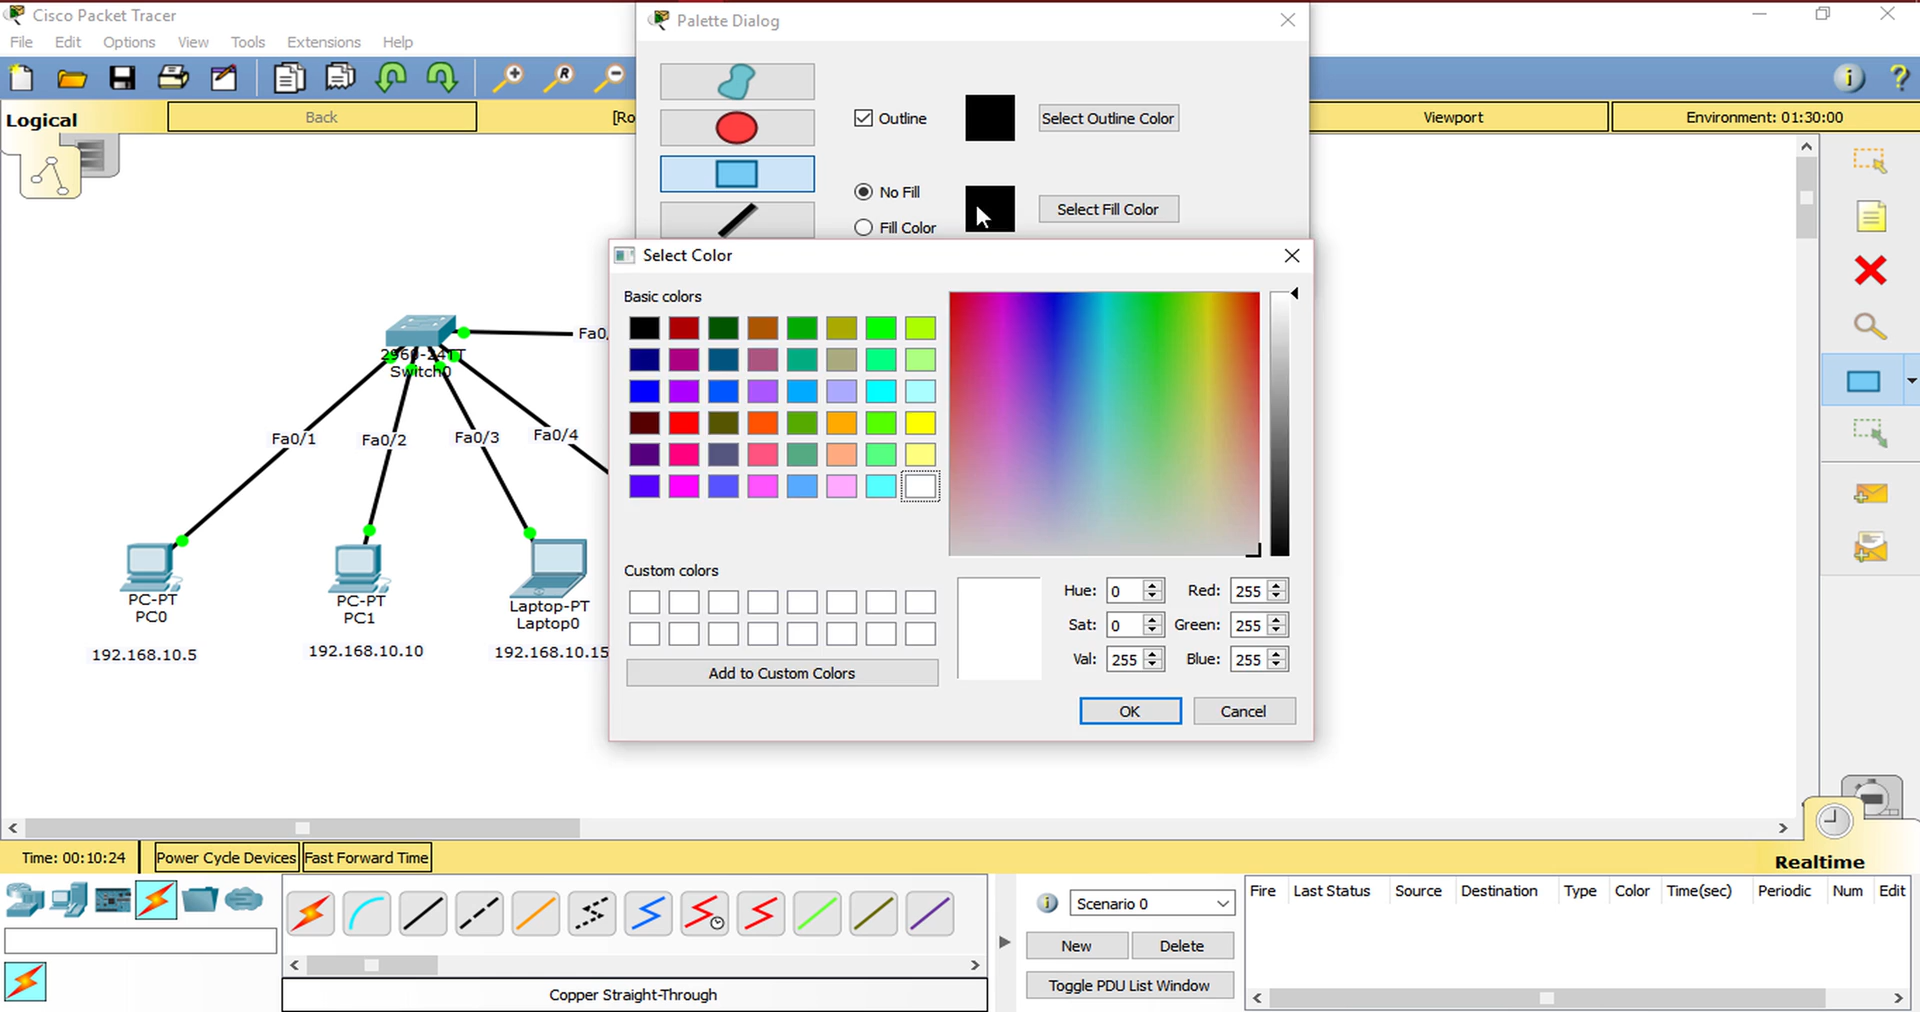 Cisco Packet Tracer
Palette Dialog
File Edit Options View Tools Extensions Help
Logical
Back
[Ro
Viewport
Environment: 01:30:00
Outline
Select Outline Color
No Fill
Fill Color
Select Fill Color
Select Color
Basic colors
Custom colors
Add to Custom Colors
Hue: 0 Red: 255
Sat: 0 Green: 255
Val: 255 Blue: 255
OK Cancel
2960-24TT
Switch0
Fa0/
Fa0/1
Fa0/2
Fa0/3
Fa0/4
PC-PT
PC0
192.168.10.5
PC-PT
PC1
192.168.10.10
Laptop-PT
Laptop0
192.168.10.15
Time: 00:10:24 Power Cycle Devices Fast Forward Time
Realtime
Copper Straight-Through
Scenario 0
New Delete
Toggle PDU List Window
Fire Last Status Source Destination Type Color Time(sec) Periodic Num Edit